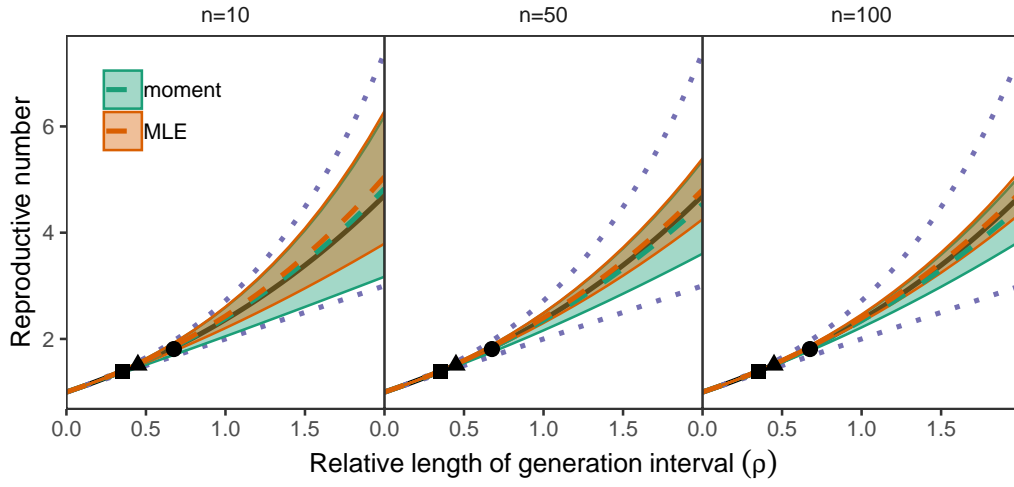 n=10 n=50 n=100
moment
MLE
Reproductive number
6
4
2
0.0 0.5 1.0 1.5 0.0 0.5 1.0 1.5 0.0 0.5 1.0 1.5
Relative length of generation interval (ρ)